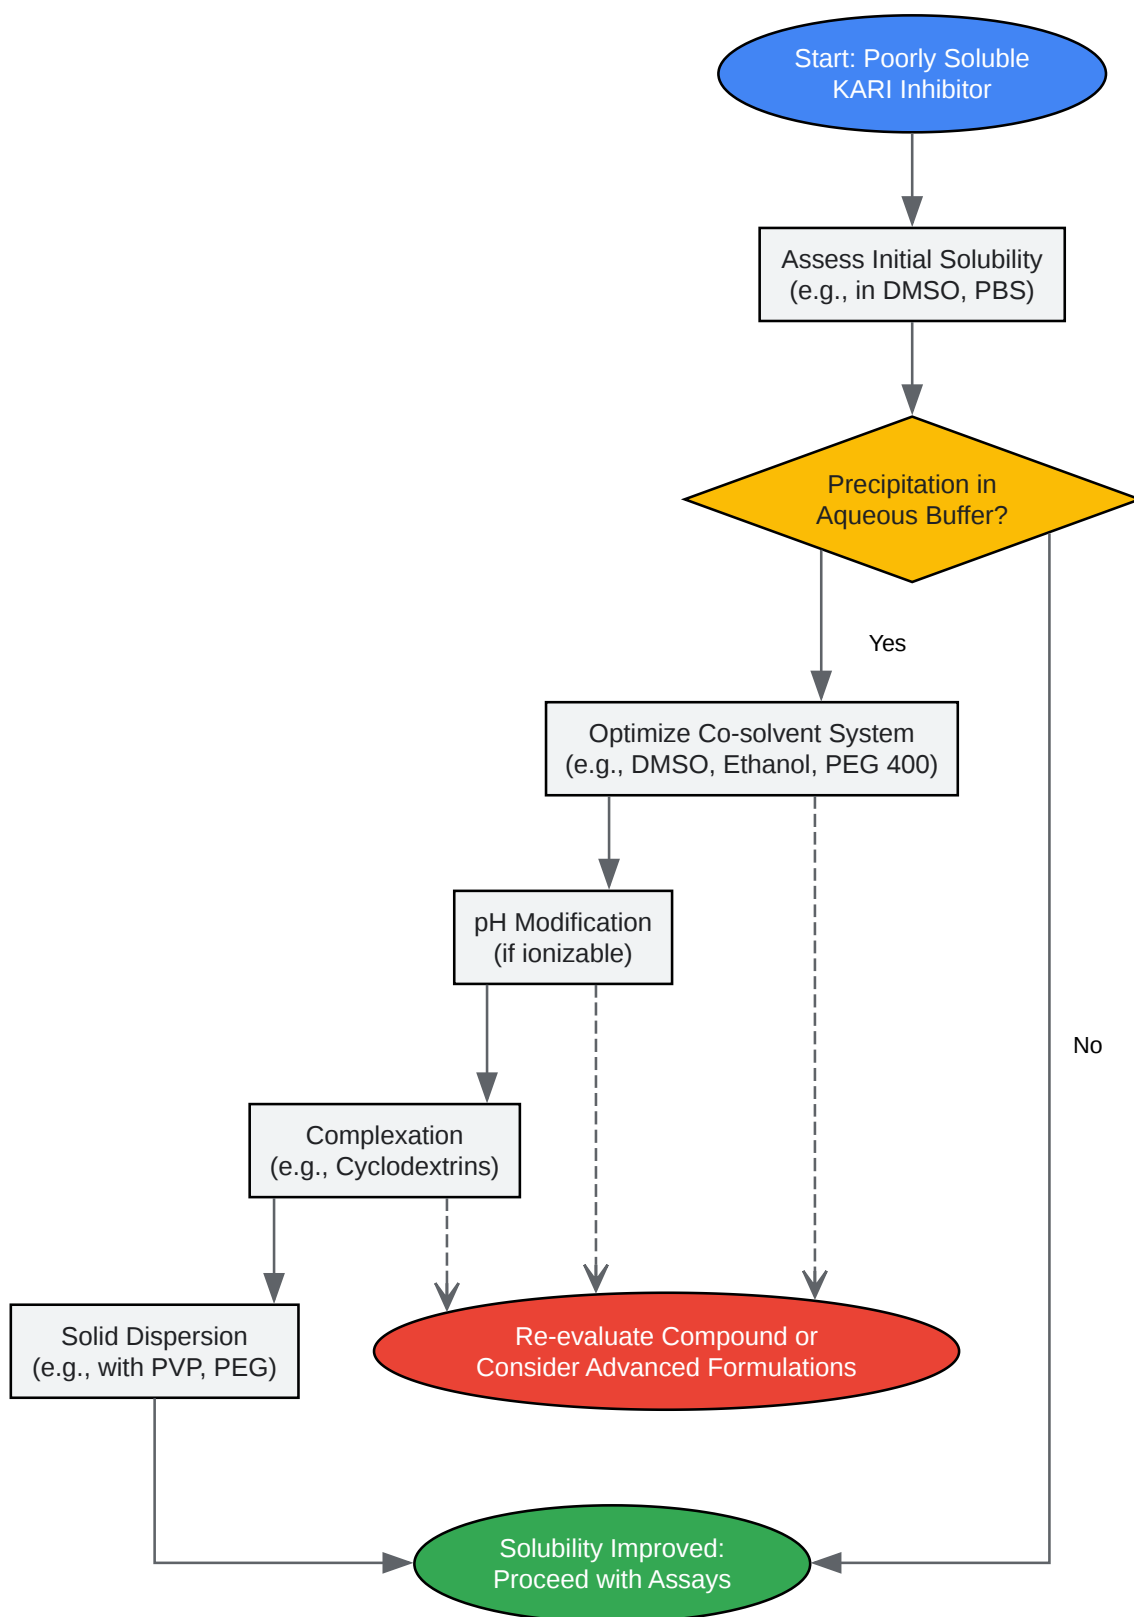 Start: Poorly Soluble
KARI Inhibitor
Assess Initial Solubility
(e.g., in DMSO, PBS)
Precipitation in
Aqueous Buffer?
Yes
Optimize Co-solvent System
(e.g., DMSO, Ethanol, PEG 400)
pH Modification
(if ionizable)
No
Complexation
(e.g., Cyclodextrins)
Solid Dispersion
(e.g., with PVP, PEG)
Re-evaluate Compound or
Consider Advanced Formulations
Solubility Improved:
Proceed with Assays